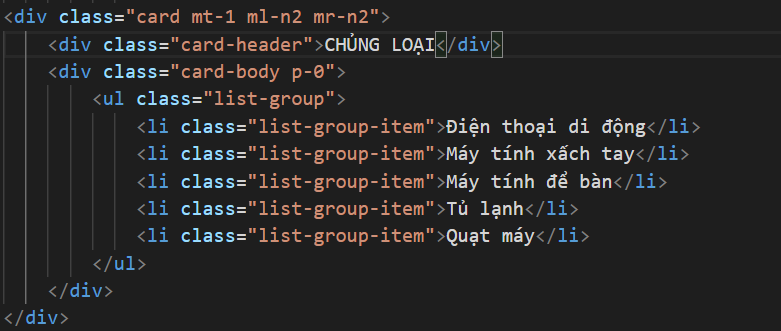 <div class="card mt-1 ml-n2 mr-n2">
    <div class="card-header">CHỦNG LOẠI</div>
    <div class="card-body p-0">
        <ul class="list-group">
            <li class="list-group-item">Điện thoại di động</li>
            <li class="list-group-item">Máy tính xách tay</li>
            <li class="list-group-item">Máy tính để bàn</li>
            <li class="list-group-item">Tủ lạnh</li>
            <li class="list-group-item">Quạt máy</li>
        </ul>
    </div>
</div>